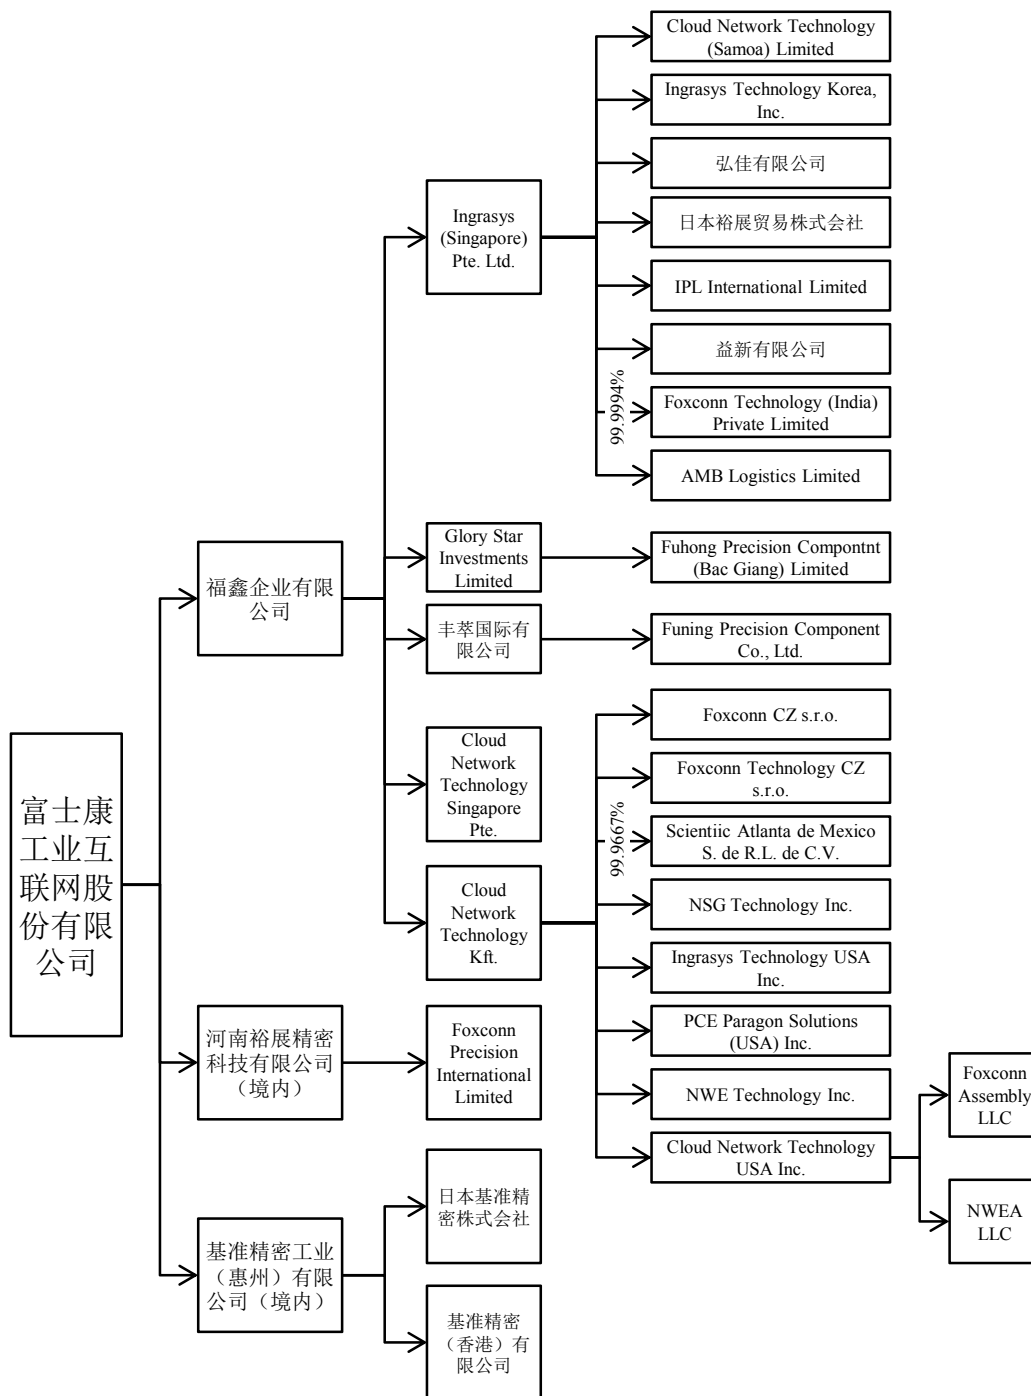 Cloud Network Technology
(Samoa) Limited
Ingrasys Technology Korea,
Inc.
弘佳有限公司
Ingrasys
(Singapore)
Pte. Ltd.
日本裕展贸易株式会社
IPL International Limited
益新有限公司
99.9994%
Foxconn Technology (India)
Private Limited
AMB Logistics Limited
Glory Star
Investments
Limited
Fuhong Precision Compontnt
(Bac Giang) Limited
福鑫企业有限
公司
丰萃国际有
限公司
Funing Precision Component
Co., Ltd.
Foxconn CZ s.r.o.
Cloud
Network
Technology
Singapore
Pte.
Foxconn Technology CZ
s.r.o.
99.9667%
Scientiic Atlanta de Mexico
S. de R.L. de C.V.
富士康
工业互
联网股
份有限
公司
Cloud
Network
Technology
Kft.
NSG Technology Inc.
Ingrasys Technology USA
Inc.
河南裕展精密
科技有限公司
（境内）
Foxconn
Precision
International
Limited
PCE Paragon Solutions
(USA) Inc.
NWE Technology Inc.
Foxconn
Assembly
LLC
Cloud Network Technology
USA Inc.
日本基准精
密株式会社
NWEA
LLC
基准精密工业
（惠州）有限
公司（境内）
基准精密
（香港）有
限公司